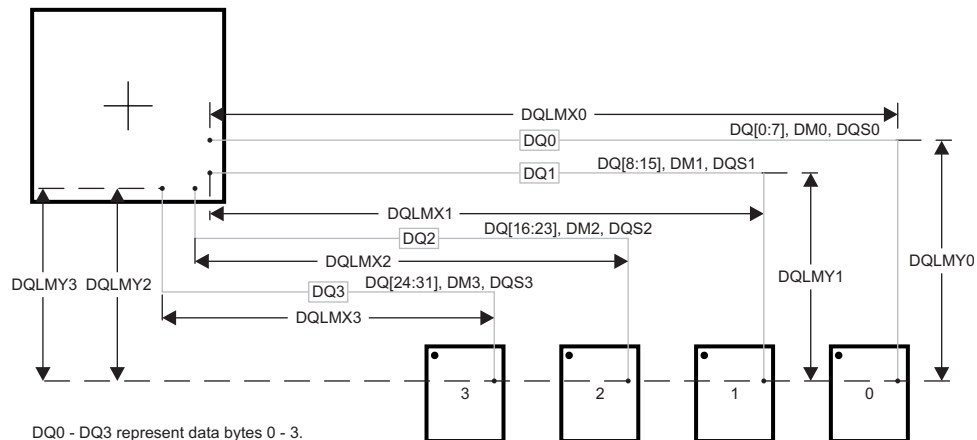 DQLMX0
DQ[0:7], DM0, DQS0
DQ0
DQ[8:15], DM1, DQS1
DQ1
DQLMX1
DQ[16:23], DM2, DQS2
DQ2
DQLMX2
DQLMY3
DQLMY2
DQLMY1
DQLMY0
DQ[24:31], DM3, DQS3
DQ3
DQLMX3
3
2
1
0
DQ0 - DQ3 represent data bytes 0 - 3.